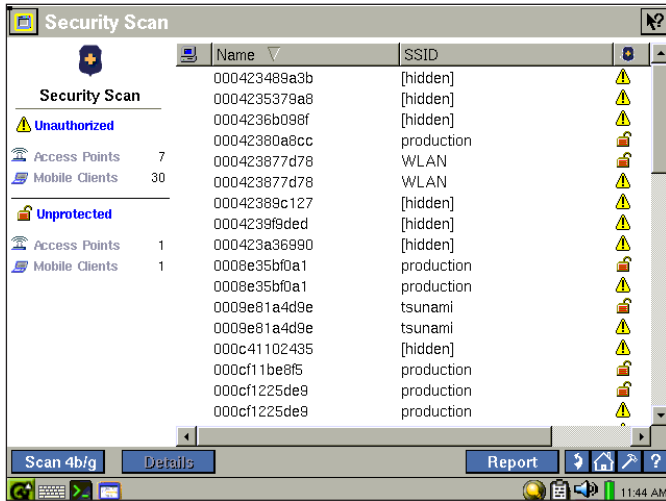 Security Scan
Name SSID
Security Scan
Unauthorized
Access Points 7
Mobile Clients 30
Unprotected
Access Points 1
Mobile Clients 1
000423489a3b [hidden]
0004235379a8 [hidden]
0004236b098f [hidden]
00042380a8cc production
000423877d78 WLAN
000423877d78 WLAN
00042389c127 [hidden]
0004239f9ded [hidden]
000423a36990 [hidden]
0008e35bf0a1 production
0008e35bf0a1 production
0009e81a4d9e tsunami
0009e81a4d9e tsunami
000c41102435 [hidden]
000cf11be8f5 production
000cf1225de9 production
000cf1225de9 production
Scan 4b/g Details Report ?
11:44 AM